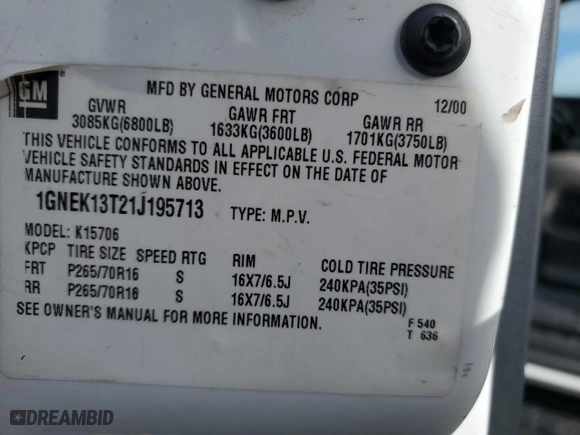 GM
MFD BY GENERAL MOTORS CORP 12/00
GVWR GAWR FRT GAWR RR
3085KG(6800LB) 1633KG(3600LB) 1701KG(3750LB)
THIS VEHICLE CONFORMS TO ALL APPLICABLE U.S. FEDERAL MOTOR
VEHICLE SAFETY STANDARDS IN EFFECT ON THE DATE OF
MANUFACTURE SHOWN ABOVE.
1GNEK13T21J195713 TYPE: M.P.V.
MODEL: K15706
KPCP TIRE SIZE SPEED RTG RIM COLD TIRE PRESSURE
FRT P265/70R16 S 16X7/6.5J 240KPA(35PSI)
RR P265/70R16 S 16X7/6.5J 240KPA(35PSI)
SEE OWNER'S MANUAL FOR MORE INFORMATION.
F 540
T 636
DREAMBID